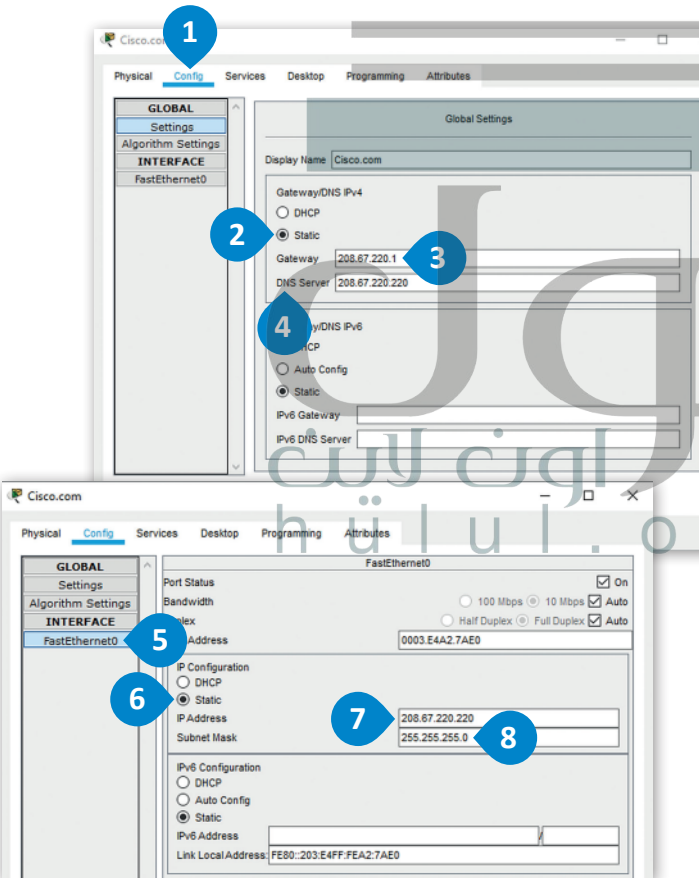 1
Cisco.co
Physical Config Services Desktop Programming Attributes
GLOBAL
Settings
Algorithm Settings
INTERFACE
FastEthernet0
Global Settings
Display Name Cisco.com
Gateway/DNS IPv4
DHCP
2
Static
Gateway 208.67.220.1
3
DNS Server 208.67.220.220
4
y/DNS IPv6
HCP
Auto Config
Static
IPv6 Gateway
IPv6 DNS Server
اون لاين
hülul.o
Cisco.com
Physical Config Services Desktop Programming Attributes
GLOBAL
Settings
Algorithm Settings
INTERFACE
FastEthernet0
5
FastEthernet0
Port Status On
Bandwidth 100 Mbps 10 Mbps Auto
plex Half Duplex Full Duplex Auto
Address 0003.E4A2.7AE0
IP Configuration
DHCP
6
Static
IP Address 208.67.220.220
7
Subnet Mask 255.255.255.0
8
IPv6 Configuration
DHCP
Auto Config
Static
IPv6 Address /
Link Local Address: FE80::203:E4FF:FEA2:7AE0